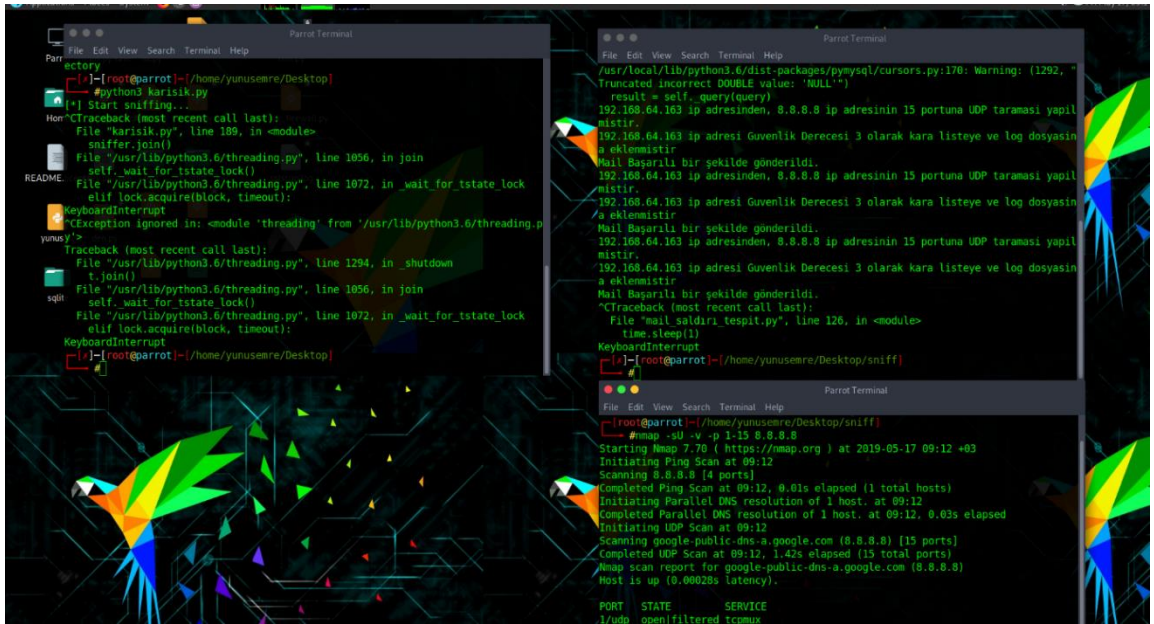 Parrot Terminal
File Edit View Search Terminal Help
ectory
[x]-[root@parrot]-[/home/yunusemre/Desktop]
#python3 karisik.py
[*] Start sniffing...
^CTraceback (most recent call last):
File "karisik.py", line 189, in <module>
sniffer.join()
File "/usr/lib/python3.6/threading.py", line 1056, in join
self._wait_for_tstate_lock()
File "/usr/lib/python3.6/threading.py", line 1072, in _wait_for_tstate_lock
elif lock.acquire(block, timeout):
KeyboardInterrupt
^CException ignored in: <module 'threading' from '/usr/lib/python3.6/threading.p
y'>
Traceback (most recent call last):
File "/usr/lib/python3.6/threading.py", line 1294, in _shutdown
t.join()
File "/usr/lib/python3.6/threading.py", line 1056, in join
self._wait_for_tstate_lock()
File "/usr/lib/python3.6/threading.py", line 1072, in _wait_for_tstate_lock
elif lock.acquire(block, timeout):
KeyboardInterrupt
[x]-[root@parrot]-[/home/yunusemre/Desktop]
#
Parr
Hom
README.
yunus
sqlit
Parrot Terminal
File Edit View Search Terminal Help
/usr/local/lib/python3.6/dist-packages/pymysql/cursors.py:170: Warning: (1292, "
Truncated incorrect DOUBLE value: 'NULL'")
result = self._query(query)
192.168.64.163 ip adresinden, 8.8.8.8 ip adresinin 15 portuna UDP taramasi yapil
mistir.
192.168.64.163 ip adresi Guvenlik Derecesi 3 olarak kara listeye ve log dosyasin
a eklenmistir
Mail Başarılı bir şekilde gönderildi.
192.168.64.163 ip adresinden, 8.8.8.8 ip adresinin 15 portuna UDP taramasi yapil
mistir.
192.168.64.163 ip adresi Guvenlik Derecesi 3 olarak kara listeye ve log dosyasin
a eklenmistir
Mail Başarılı bir şekilde gönderildi.
192.168.64.163 ip adresinden, 8.8.8.8 ip adresinin 15 portuna UDP taramasi yapil
mistir.
192.168.64.163 ip adresi Guvenlik Derecesi 3 olarak kara listeye ve log dosyasin
a eklenmistir
Mail Başarılı bir şekilde gönderildi.
^CTraceback (most recent call last):
File "mail_saldırı_tespit.py", line 126, in <module>
time.sleep(1)
KeyboardInterrupt
[x]-[root@parrot]-[/home/yunusemre/Desktop/sniff]
#
Parrot Terminal
File Edit View Search Terminal Help
[root@parrot]-[/home/yunusemre/Desktop/sniff]
#nmap -sU -v -p 1-15 8.8.8.8
Starting Nmap 7.70 ( https://nmap.org ) at 2019-05-17 09:12 +03
Initiating Ping Scan at 09:12
Scanning 8.8.8.8 [4 ports]
Completed Ping Scan at 09:12, 0.01s elapsed (1 total hosts)
Initiating Parallel DNS resolution of 1 host. at 09:12
Completed Parallel DNS resolution of 1 host. at 09:12, 0.03s elapsed
Initiating UDP Scan at 09:12
Scanning google-public-dns-a.google.com (8.8.8.8) [15 ports]
Completed UDP Scan at 09:12, 1.42s elapsed (15 total ports)
Nmap scan report for google-public-dns-a.google.com (8.8.8.8)
Host is up (0.00028s latency).
PORT STATE SERVICE
1/udp open|filtered tcpmux